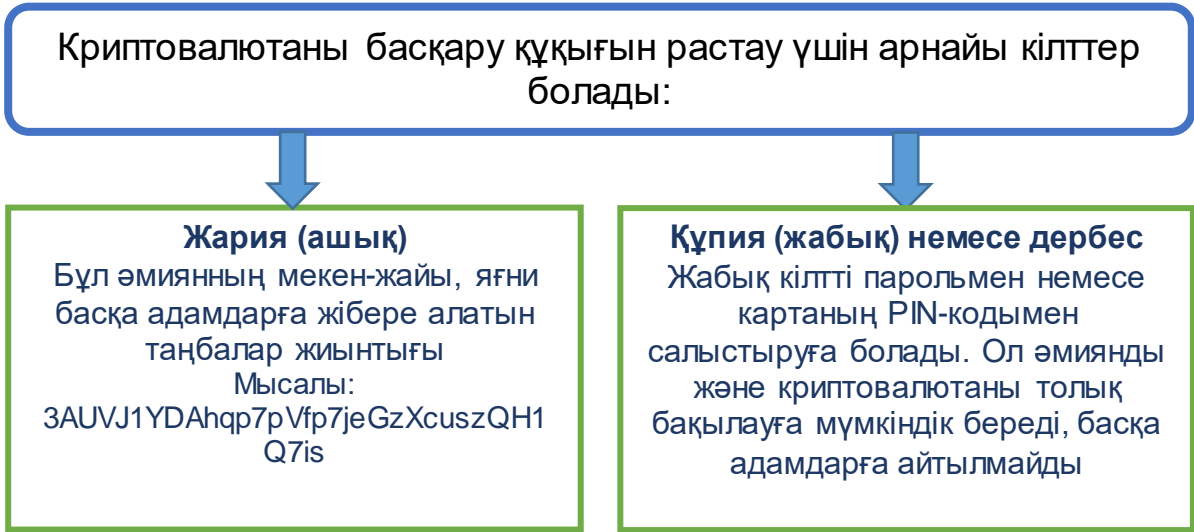 Криптовалютаны басқару құқығын растау үшін арнайы кілттер
болады:
Жария (ашық)
Бұл әмиянның мекен-жайы, яғни
басқа адамдарға жібере алатын
таңбалар жиынтығы
Мысалы:
3AUVJ1YDAhqp7pVfp7jeGzXcuszQH1
Q7is
Құпия (жабық) немесе дербес
Жабық кілтті парольмен немесе
картаның PIN-кодымен
салыстыруға болады. Ол әмиянды
және криптовалютаны толық
бақылауға мүмкіндік береді, басқа
адамдарға айтылмайды